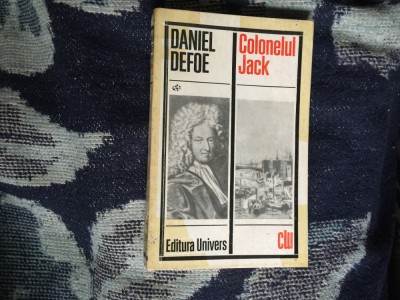 DANIEL
DEFOE
Colonelul
Jack
Editura Univers
clu